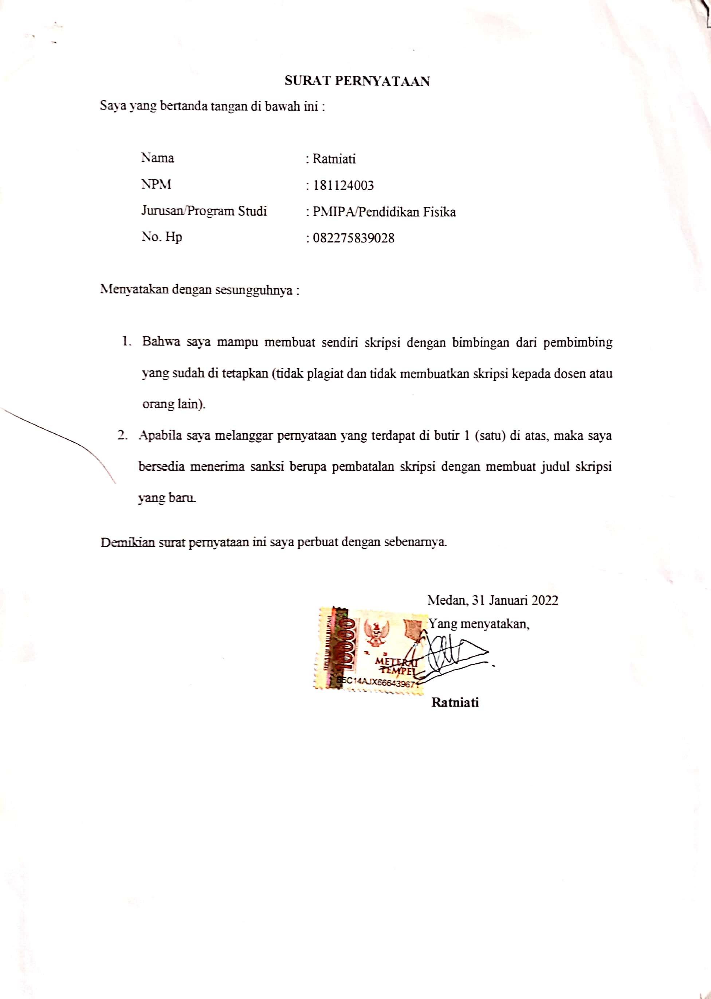 SURAT PERNYATAAN
Saya yang bertanda tangan di bawah ini :
Nama : Ratniati
NPM : 181124003
Jurusan/Program Studi : PMIPA/Pendidikan Fisika
No. Hp : 082275839028
Menyatakan dengan sesungguhnya :
1. Bahwa saya mampu membuat sendiri skripsi dengan bimbingan dari pembimbing
yang sudah di tetapkan (tidak plagiat dan tidak membuatkan skripsi kepada dosen atau
orang lain).
2. Apabila saya melanggar pernyataan yang terdapat di butir 1 (satu) di atas, maka saya
bersedia menerima sanksi berupa pembatalan skripsi dengan membuat judul skripsi
yang baru.
Demikian surat pernyataan ini saya perbuat dengan sebenarnya.
Medan, 31 Januari 2022
Yang menyatakan,
SEPULUH RIBU RUPIAH
10000
METERAI
TEMPEL
Ratniati